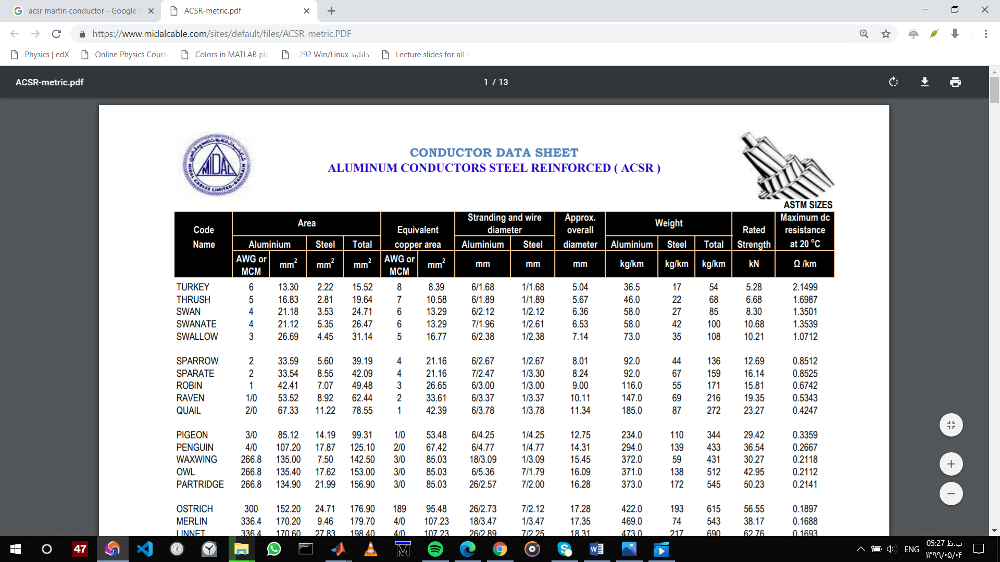 acsr martin conductor - Google S
ACSR-metric.pdf
https://www.midalcable.com/sites/default/files/ACSR-metric.PDF
Physics | edX
Online Physics Course
Colors in MATLAB plo
.292 Win/Linux دانلود
Lecture slides for all s
ACSR-metric.pdf
1 / 13
MIDAL
MIDAL CABLES LIMITED - BAHRAIN
CONDUCTOR DATA SHEET
ALUMINUM CONDUCTORS STEEL REINFORCED ( ACSR )
ASTM SIZES
Code Name
Area
Equivalent copper area
Stranding and wire diameter
Approx. overall diameter
Weight
Rated Strength
Maximum dc resistance at 20 °C
Aluminium Steel Total Aluminium Steel Aluminium Steel Total
AWG or MCM mm² mm² mm² AWG or MCM mm² mm mm mm kg/km kg/km kg/km kN Ω /km
TURKEY 6 13.30 2.22 15.52 8 8.39 6/1.68 1/1.68 5.04 36.5 17 54 5.28 2.1499
THRUSH 5 16.83 2.81 19.64 7 10.58 6/1.89 1/1.89 5.67 46.0 22 68 6.68 1.6987
SWAN 4 21.18 3.53 24.71 6 13.29 6/2.12 1/2.12 6.36 58.0 27 85 8.30 1.3501
SWANATE 4 21.12 5.35 26.47 6 13.29 7/1.96 1/2.61 6.53 58.0 42 100 10.68 1.3539
SWALLOW 3 26.69 4.45 31.14 5 16.77 6/2.38 1/2.38 7.14 73.0 35 108 10.21 1.0712
SPARROW 2 33.59 5.60 39.19 4 21.16 6/2.67 1/2.67 8.01 92.0 44 136 12.69 0.8512
SPARATE 2 33.54 8.55 42.09 4 21.16 7/2.47 1/3.30 8.24 92.0 67 159 16.14 0.8525
ROBIN 1 42.41 7.07 49.48 3 26.65 6/3.00 1/3.00 9.00 116.0 55 171 15.81 0.6742
RAVEN 1/0 53.52 8.92 62.44 2 33.61 6/3.37 1/3.37 10.11 147.0 69 216 19.35 0.5343
QUAIL 2/0 67.33 11.22 78.55 1 42.39 6/3.78 1/3.78 11.34 185.0 87 272 23.27 0.4247
PIGEON 3/0 85.12 14.19 99.31 1/0 53.48 6/4.25 1/4.25 12.75 234.0 110 344 29.42 0.3359
PENGUIN 4/0 107.20 17.87 125.10 2/0 67.42 6/4.77 1/4.77 14.31 294.0 139 433 36.54 0.2667
WAXWING 266.8 135.00 7.50 142.50 3/0 85.03 18/3.09 1/3.09 15.45 372.0 59 431 30.27 0.2118
OWL 266.8 135.40 17.62 153.00 3/0 85.03 6/5.36 7/1.79 16.09 371.0 138 512 42.95 0.2112
PARTRIDGE 266.8 134.90 21.99 156.90 3/0 85.03 26/2.57 7/2.00 16.28 373.0 172 545 50.23 0.2141
OSTRICH 300 152.20 24.71 176.90 189 95.48 26/2.73 7/2.12 17.28 422.0 193 615 56.55 0.1897
MERLIN 336.4 170.20 9.46 179.70 4/0 107.23 18/3.47 1/3.47 17.35 469.0 74 543 38.17 0.1688
LINNET 336.4 170.60 27.83 198.40 4/0 107.23 26/2.89 7/2.25 18.31 473.0 217 690 62.76 0.1693
47
ENG
05:27 ب.ظ
۱۳۹۹/۰۵/۰۴